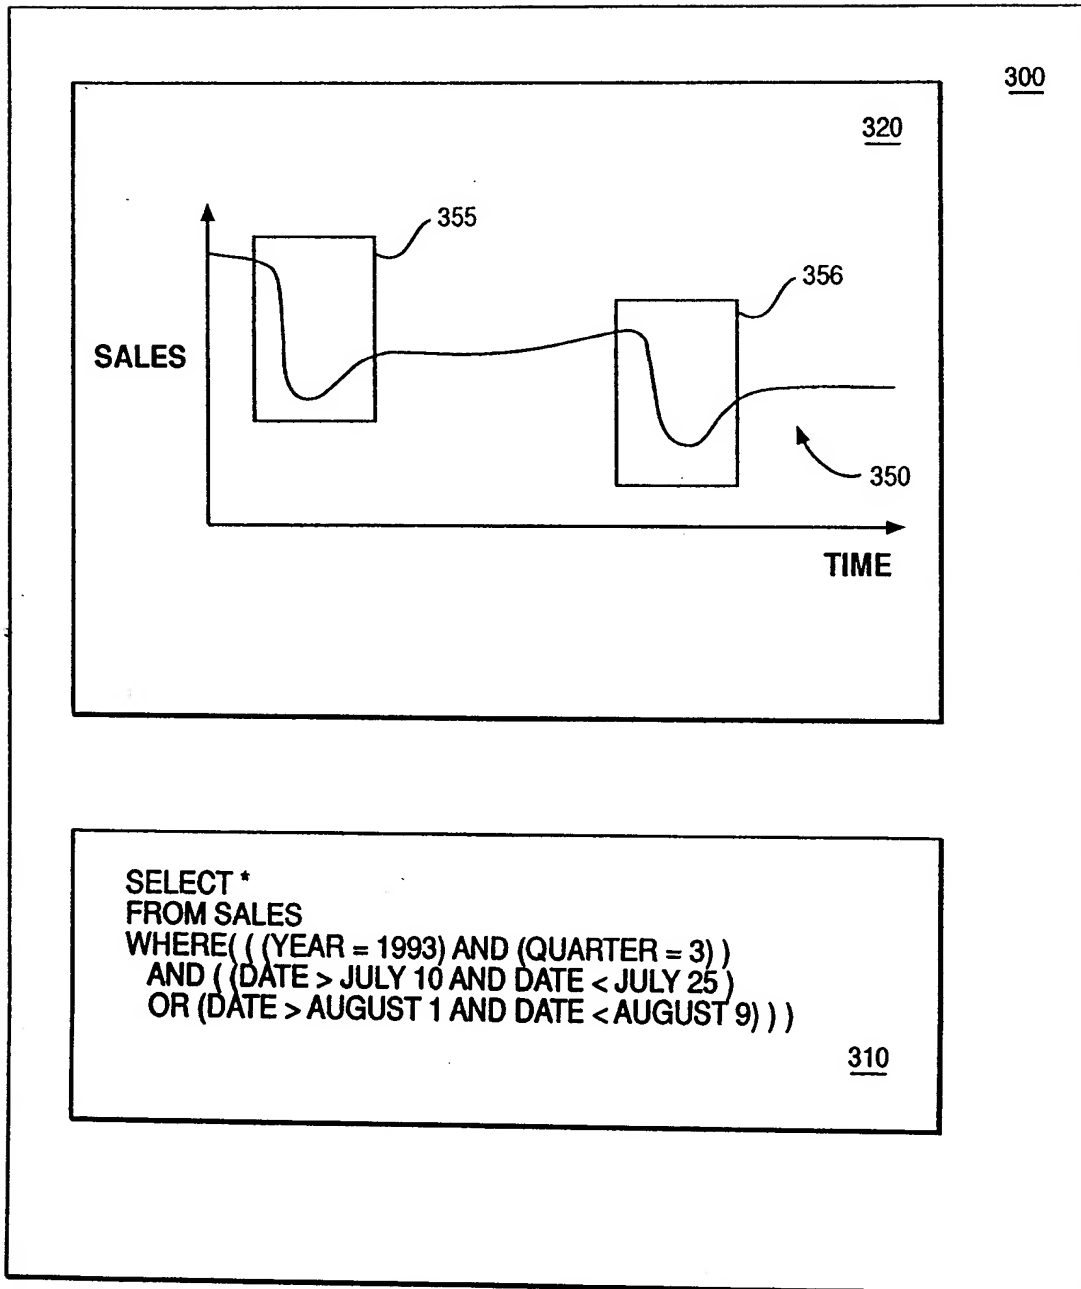 300
320
355
356
SALES
350
TIME
SELECT *
FROM SALES
WHERE( ( (YEAR = 1993) AND (QUARTER = 3) )
AND ( (DATE > JULY 10 AND DATE < JULY 25 )
OR (DATE > AUGUST 1 AND DATE < AUGUST 9) ) )
310